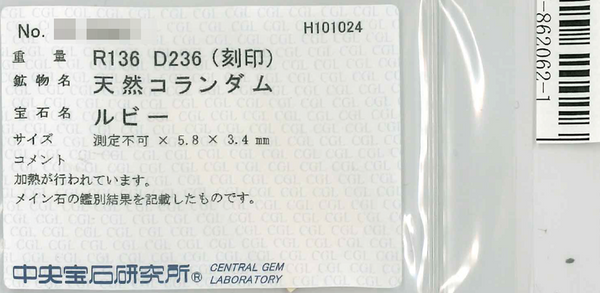 No.
H101024
重量 R136 D236（刻印）
鉱物名 天然コランダム
宝石名 ルビー
サイズ 測定不可 × 5.8 × 3.4 mm
コメント
加熱が行われています。
メイン石の鑑別結果を記載したものです。
中央宝石研究所® CENTRAL GEM
LABORATORY
-862062-1